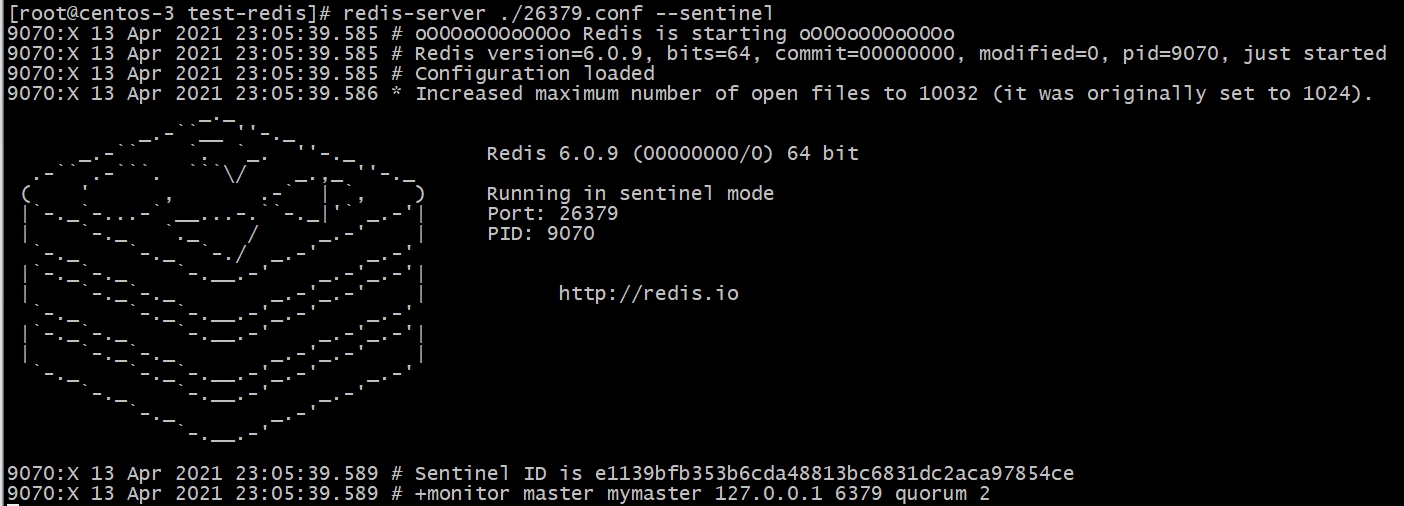 [root@centos-3 test-redis]# redis-server ./26379.conf --sentinel
9070:X 13 Apr 2021 23:05:39.585 # oO0OoO0OoO0Oo Redis is starting oO0OoO0OoO0Oo
9070:X 13 Apr 2021 23:05:39.585 # Redis version=6.0.9, bits=64, commit=00000000, modified=0, pid=9070, just started
9070:X 13 Apr 2021 23:05:39.585 # Configuration loaded
9070:X 13 Apr 2021 23:05:39.586 * Increased maximum number of open files to 10032 (it was originally set to 1024).
Redis 6.0.9 (00000000/0) 64 bit
Running in sentinel mode
Port: 26379
PID: 9070
http://redis.io
9070:X 13 Apr 2021 23:05:39.589 # Sentinel ID is e1139bfb353b6cda48813bc6831dc2aca97854ce
9070:X 13 Apr 2021 23:05:39.589 # +monitor master mymaster 127.0.0.1 6379 quorum 2